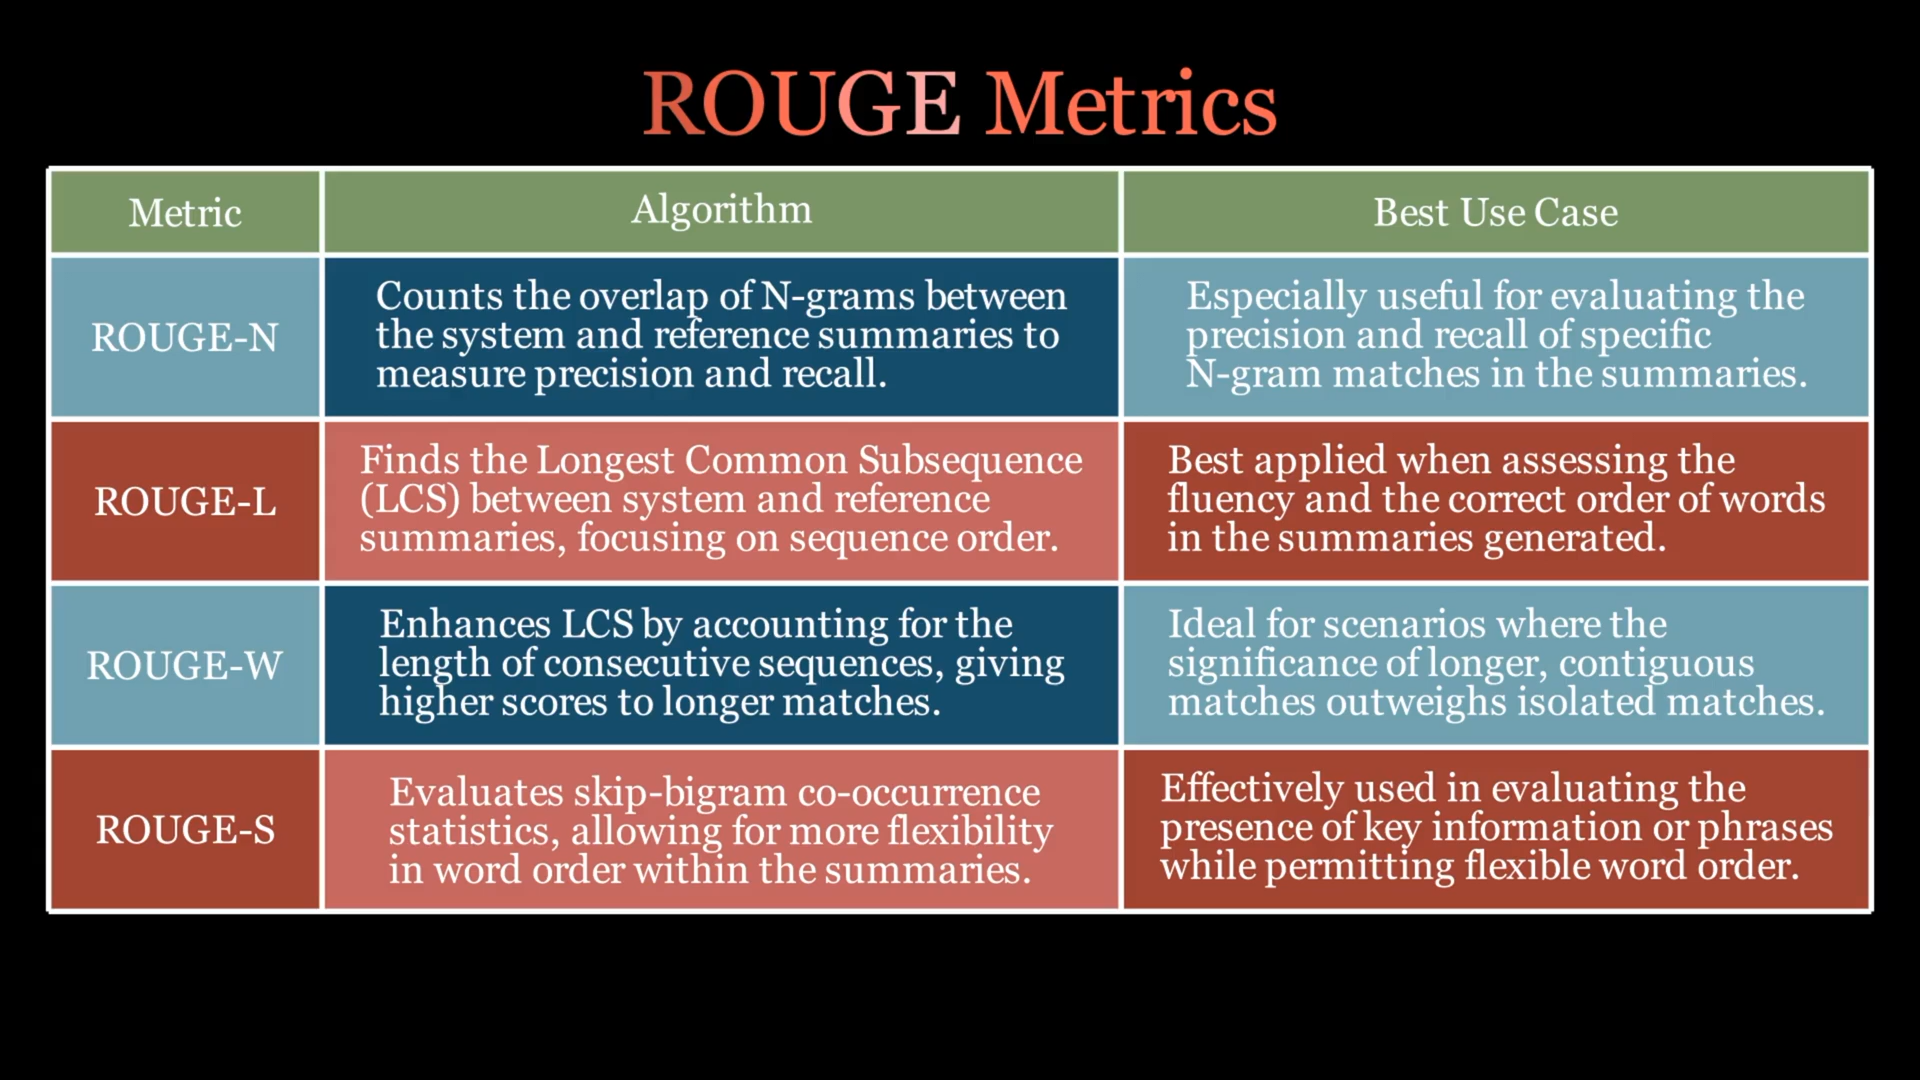 ROUGE Metrics
Metric
Algorithm
Best Use Case
ROUGE-N
Counts the overlap of N-grams between
the system and reference summaries to
measure precision and recall.
Especially useful for evaluating the
precision and recall of specific
N-gram matches in the summaries.
ROUGE-L
Finds the Longest Common Subsequence
(LCS) between system and reference
summaries, focusing on sequence order.
Best applied when assessing the
fluency and the correct order of words
in the summaries generated.
ROUGE-W
Enhances LCS by accounting for the
length of consecutive sequences, giving
higher scores to longer matches.
Ideal for scenarios where the
significance of longer, contiguous
matches outweighs isolated matches.
ROUGE-S
Evaluates skip-bigram co-occurrence
statistics, allowing for more flexibility
in word order within the summaries.
Effectively used in evaluating the
presence of key information or phrases
while permitting flexible word order.